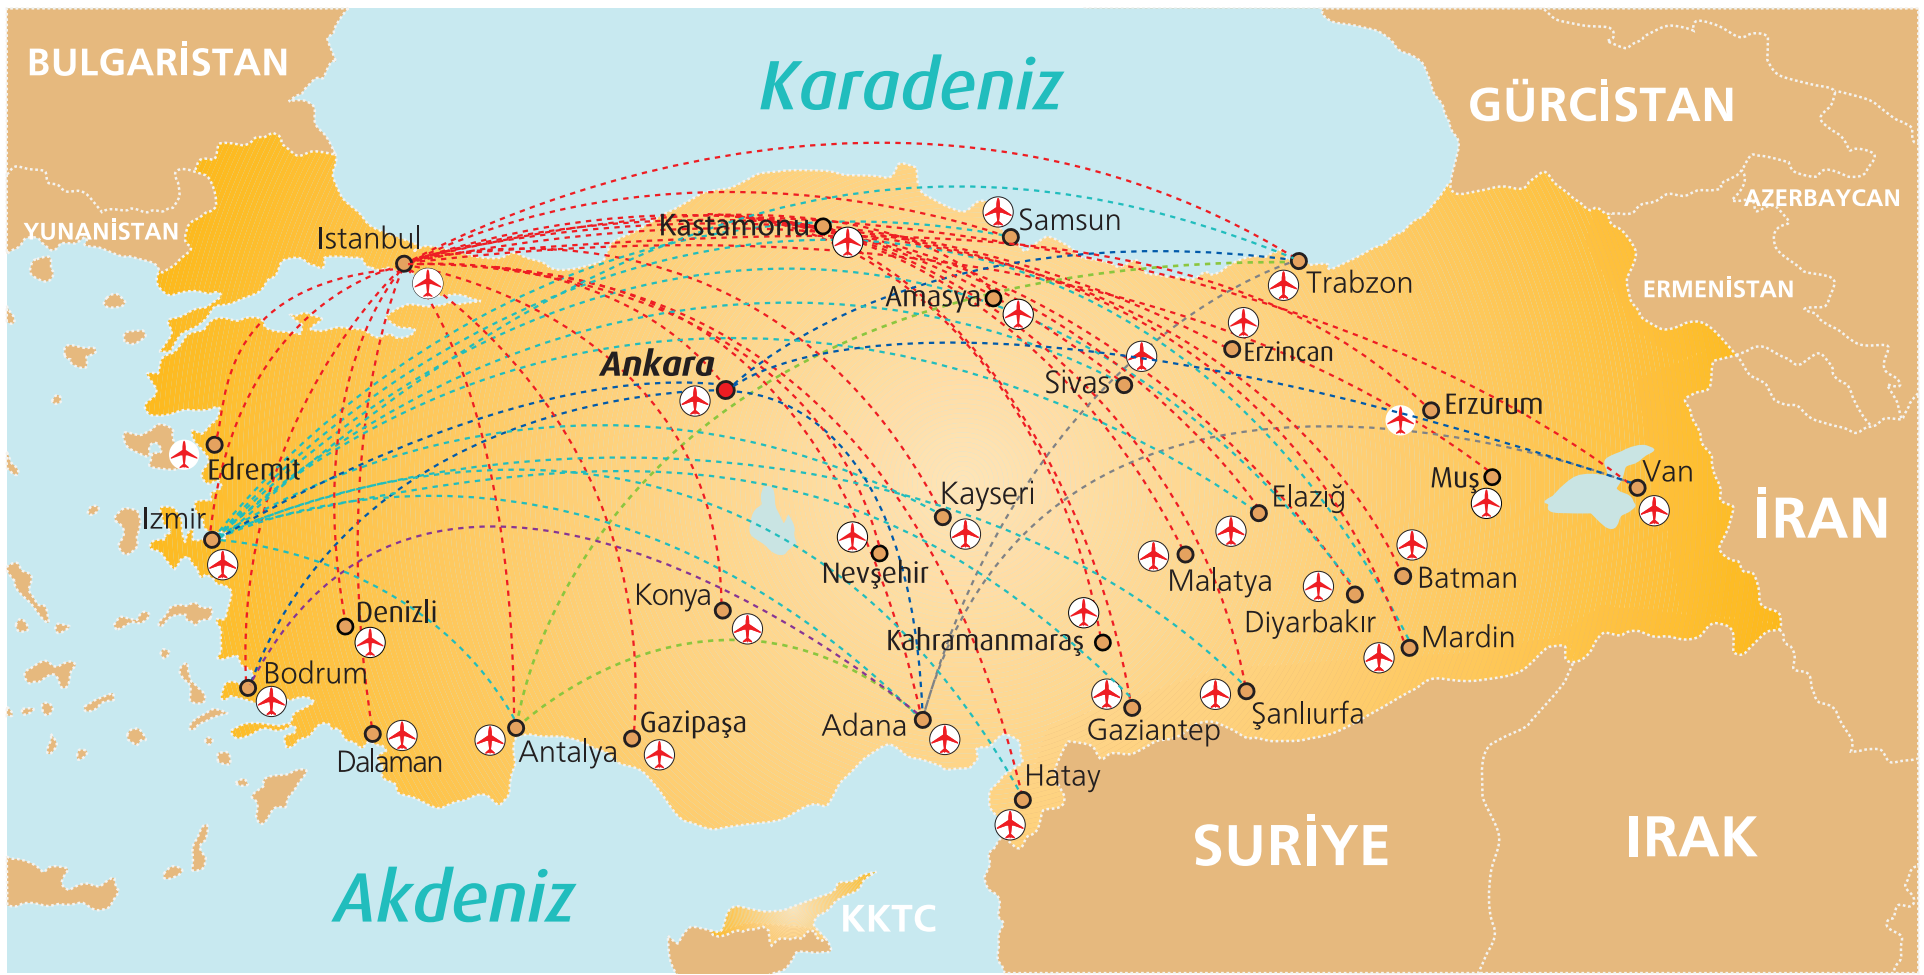 BULGARİSTAN
Karadeniz
GÜRCİSTAN
AZERBAYCAN
YUNANİSTAN
Istanbul
Kastamonu
Samsun
Trabzon
ERMENİSTAN
Amasya
Erzincan
Ankara
Sivas
Erzurum
Edremit
Muş
Van
Kayseri
Elazığ
Izmir
İRAN
Nevşehir
Malatya
Batman
Konya
Denizli
Diyarbakır
Kahramanmaraş
Mardin
Bodrum
Gazipaşa
Adana
Gaziantep
Şanlıurfa
Dalaman
Antalya
Hatay
SURİYE
IRAK
Akdeniz
KKTC